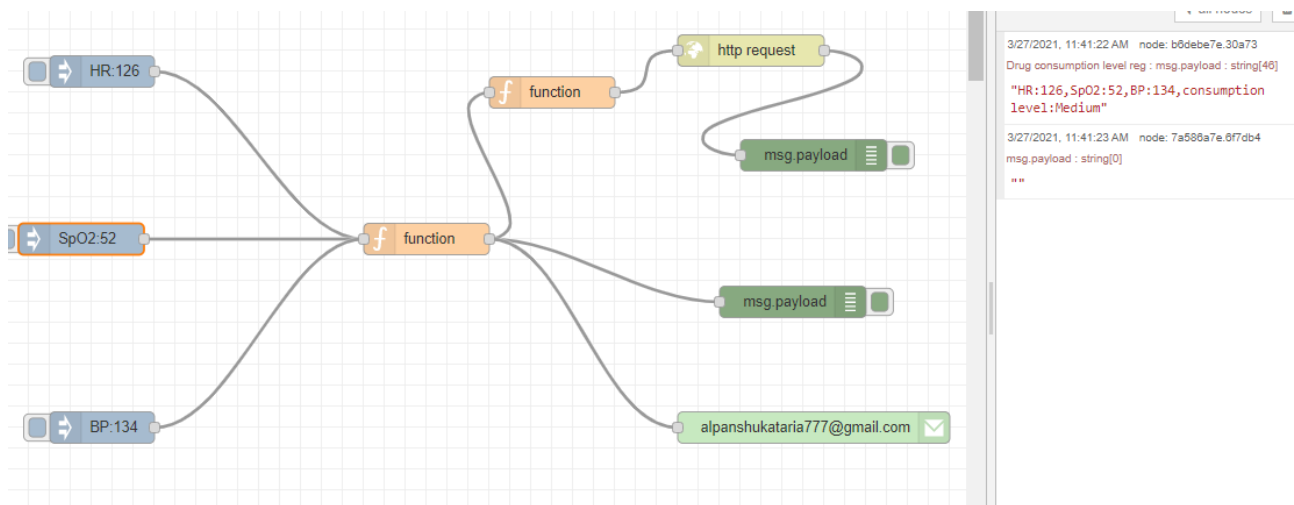 HR:126
SpO2:52
BP:134
function
function
http request
msg.payload
msg.payload
alpanshukataria777@gmail.com
3/27/2021, 11:41:22 AM node: b6debe7e.30a73
Drug consumption level reg : msg.payload : string[46]
"HR:126,SpO2:52,BP:134,consumption
level:Medium"
3/27/2021, 11:41:23 AM node: 7a586a7e.6f7db4
msg.payload : string[0]
""